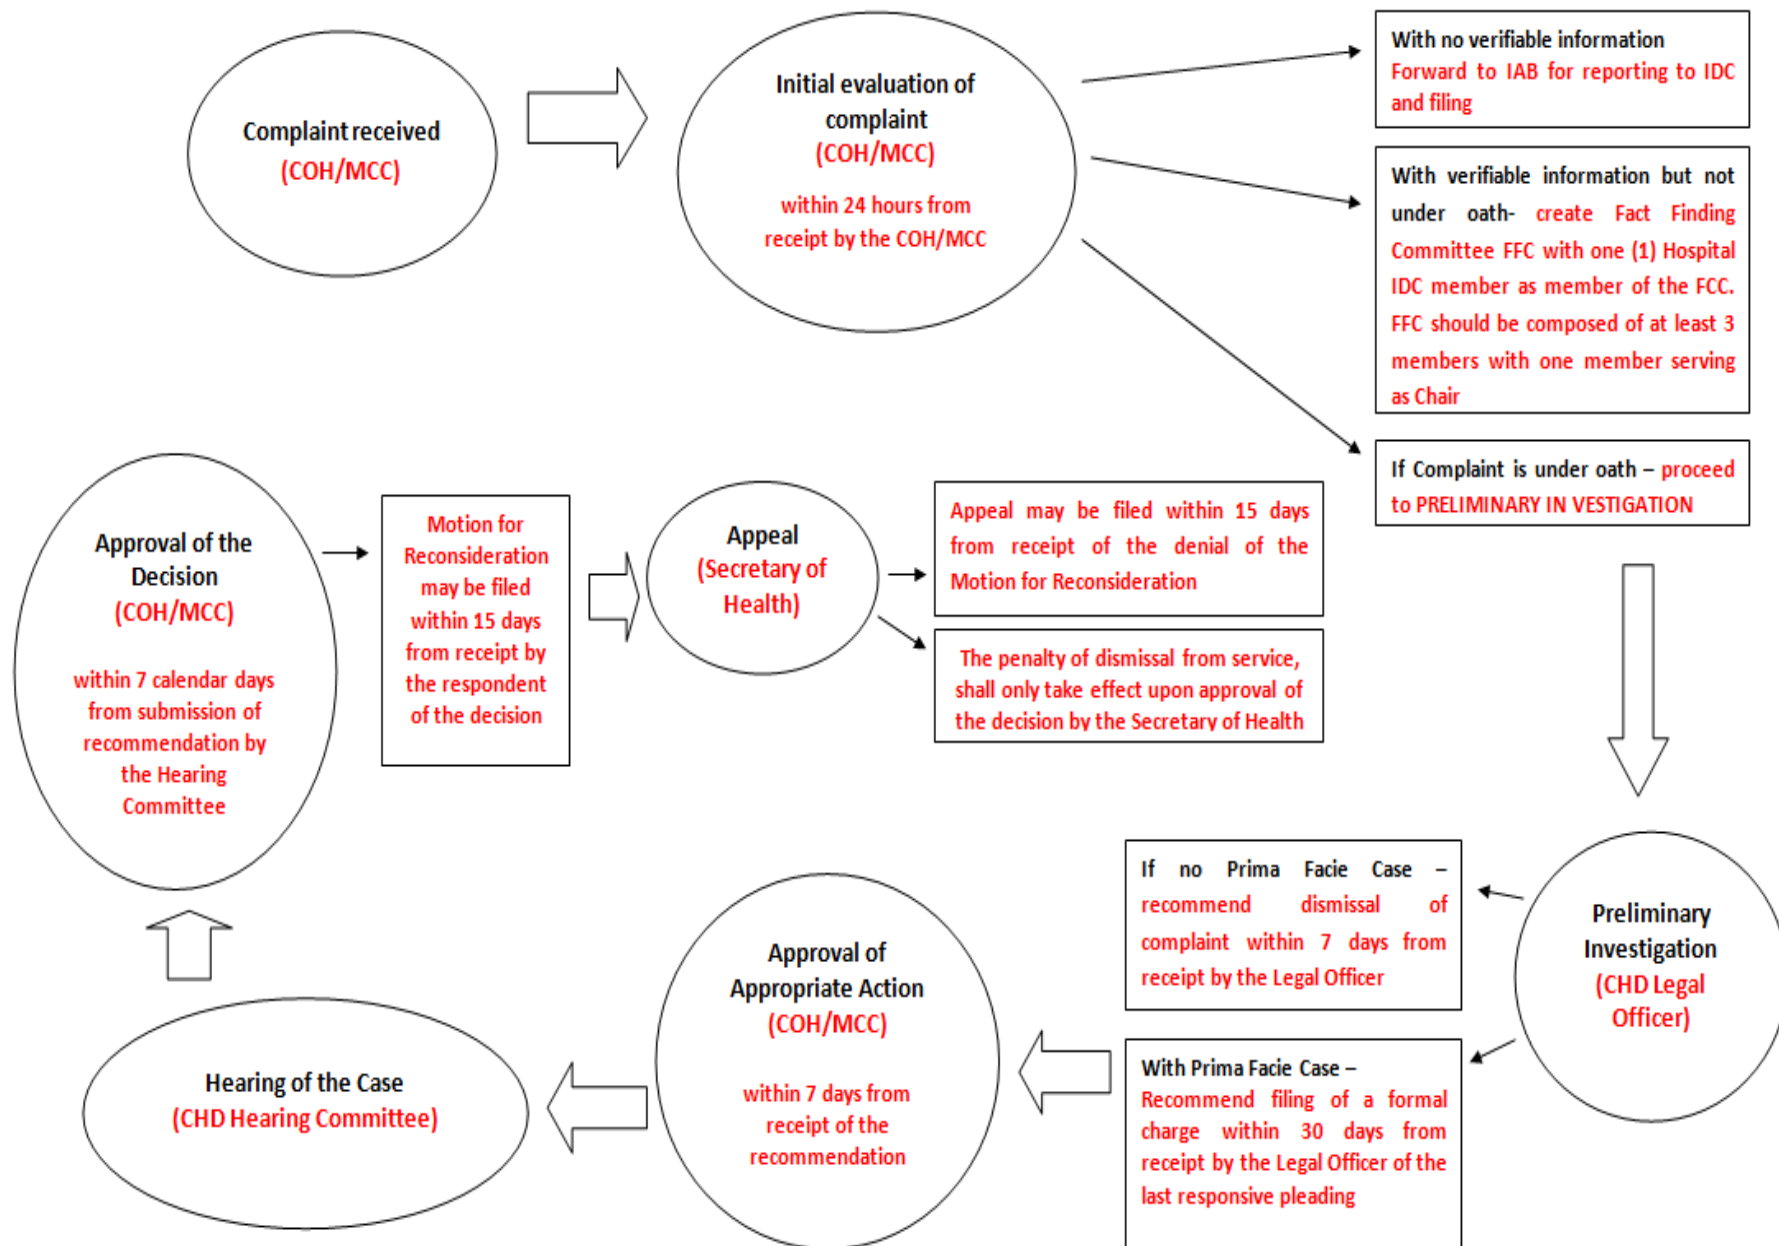 Complaint received
(COH/MCC)
Initial evaluation of
complaint
(COH/MCC)
within 24 hours from
receipt by the COH/MCC
With no verifiable information
Forward to IAB for reporting to IDC
and filing
With verifiable information but not
under oath- create Fact Finding
Committee FFC with one (1) Hospital
IDC member as member of the FCC.
FFC should be composed of at least 3
members with one member serving
as Chair
If Complaint is under oath – proceed
to PRELIMINARY IN VESTIGATION
Approval of the
Decision
(COH/MCC)
within 7 calendar days
from submission of
recommendation by
the Hearing
Committee
Motion for
Reconsideration
may be filed
within 15 days
from receipt by
the respondent
of the decision
Appeal
(Secretary of
Health)
Appeal may be filed within 15 days
from receipt of the denial of the
Motion for Reconsideration
The penalty of dismissal from service,
shall only take effect upon approval of
the decision by the Secretary of Health
Preliminary
Investigation
(CHD Legal
Officer)
If no Prima Facie Case –
recommend dismissal of
complaint within 7 days from
receipt by the Legal Officer
With Prima Facie Case –
Recommend filing of a formal
charge within 30 days from
receipt by the Legal Officer of the
last responsive pleading
Approval of
Appropriate Action
(COH/MCC)
within 7 days from
receipt of the
recommendation
Hearing of the Case
(CHD Hearing Committee)